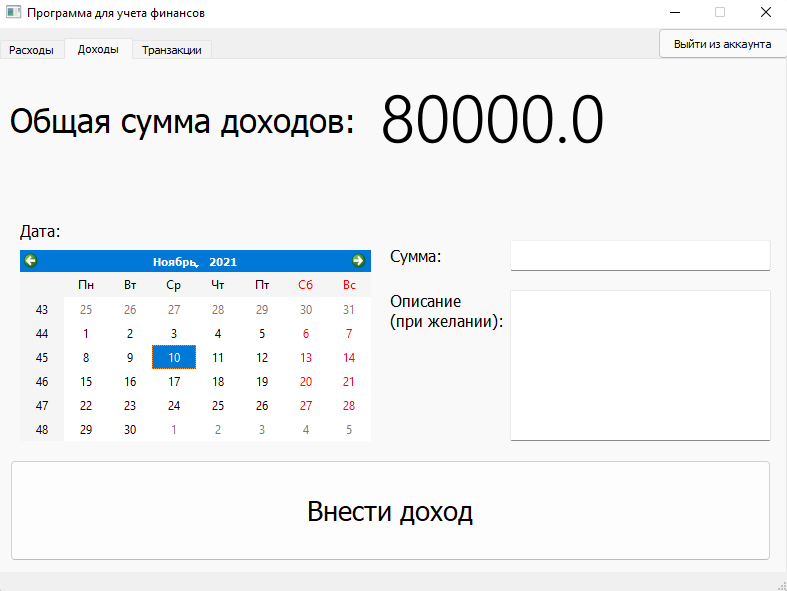 Программа для учета финансов
Выйти из аккаунта
Расходы Доходы Транзакции
Общая сумма доходов: 80000.0
Дата:
Ноябрь, 2021
Пн Вт Ср Чт Пт Сб Вс
43 25 26 27 28 29 30 31
44 1 2 3 4 5 6 7
45 8 9 10 11 12 13 14
46 15 16 17 18 19 20 21
47 22 23 24 25 26 27 28
48 29 30 1 2 3 4 5
Сумма:
Описание
(при желании):
Внести доход